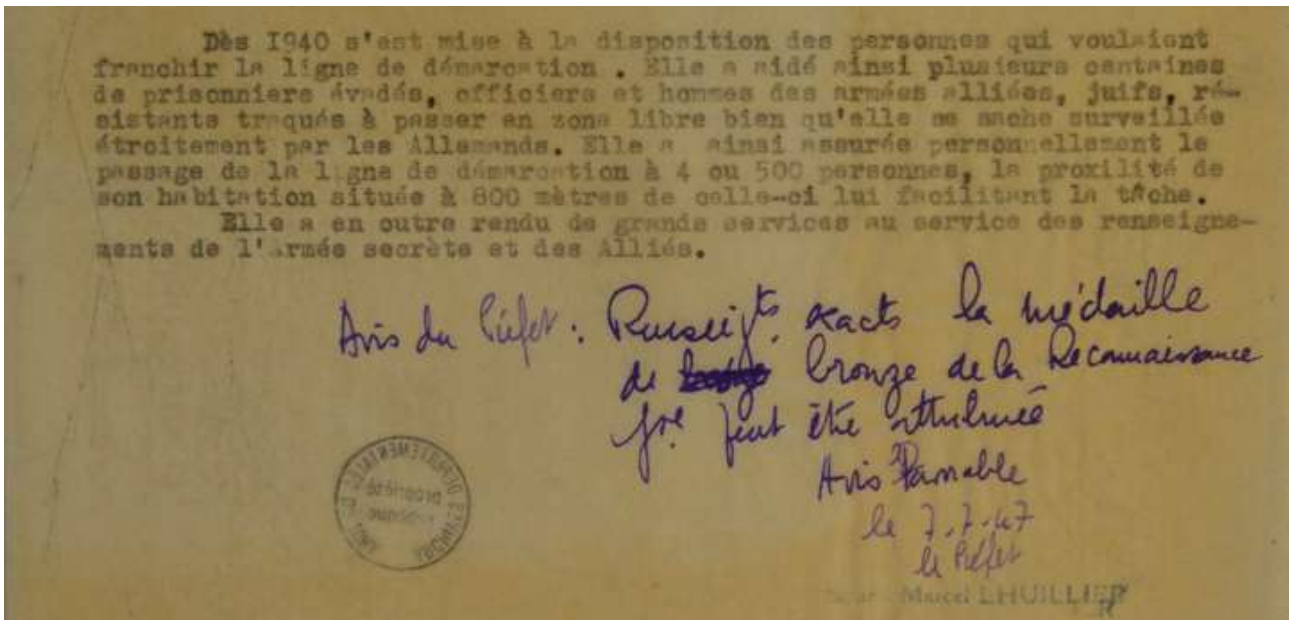 Dès I940 s'est mise à la disposition des personnes qui voulaient
franchir la ligne de démarcation . Elle a aidé ainsi plusieurs centaines
de prisonniers évadés, officiers et hommes des armées alliées, juifs, ré-
sistants traqués à passer en zone libre bien qu'elle se sache surveillée
étroitement par les Allemands. Elle a ainsi assurée personnellement le
passage de la ligne de démarcation à 4 ou 500 personnes, la proxilité de
son habitation située à 800 mètres de celle-ci lui facilitant la tâche.
Elle a en outre rendu de grands services au service des renseigne-
ments de l'Armée secrète et des Alliés.
Avis du Préfet : Renseigts. exacts la médaille
de bronze de la Reconnaissance
fse peut être attribuée
Avis Favorable
le 7.7.47
le Préfet
Marcel LHUILLIER
ARCHIVES DEPARTEMENTALES